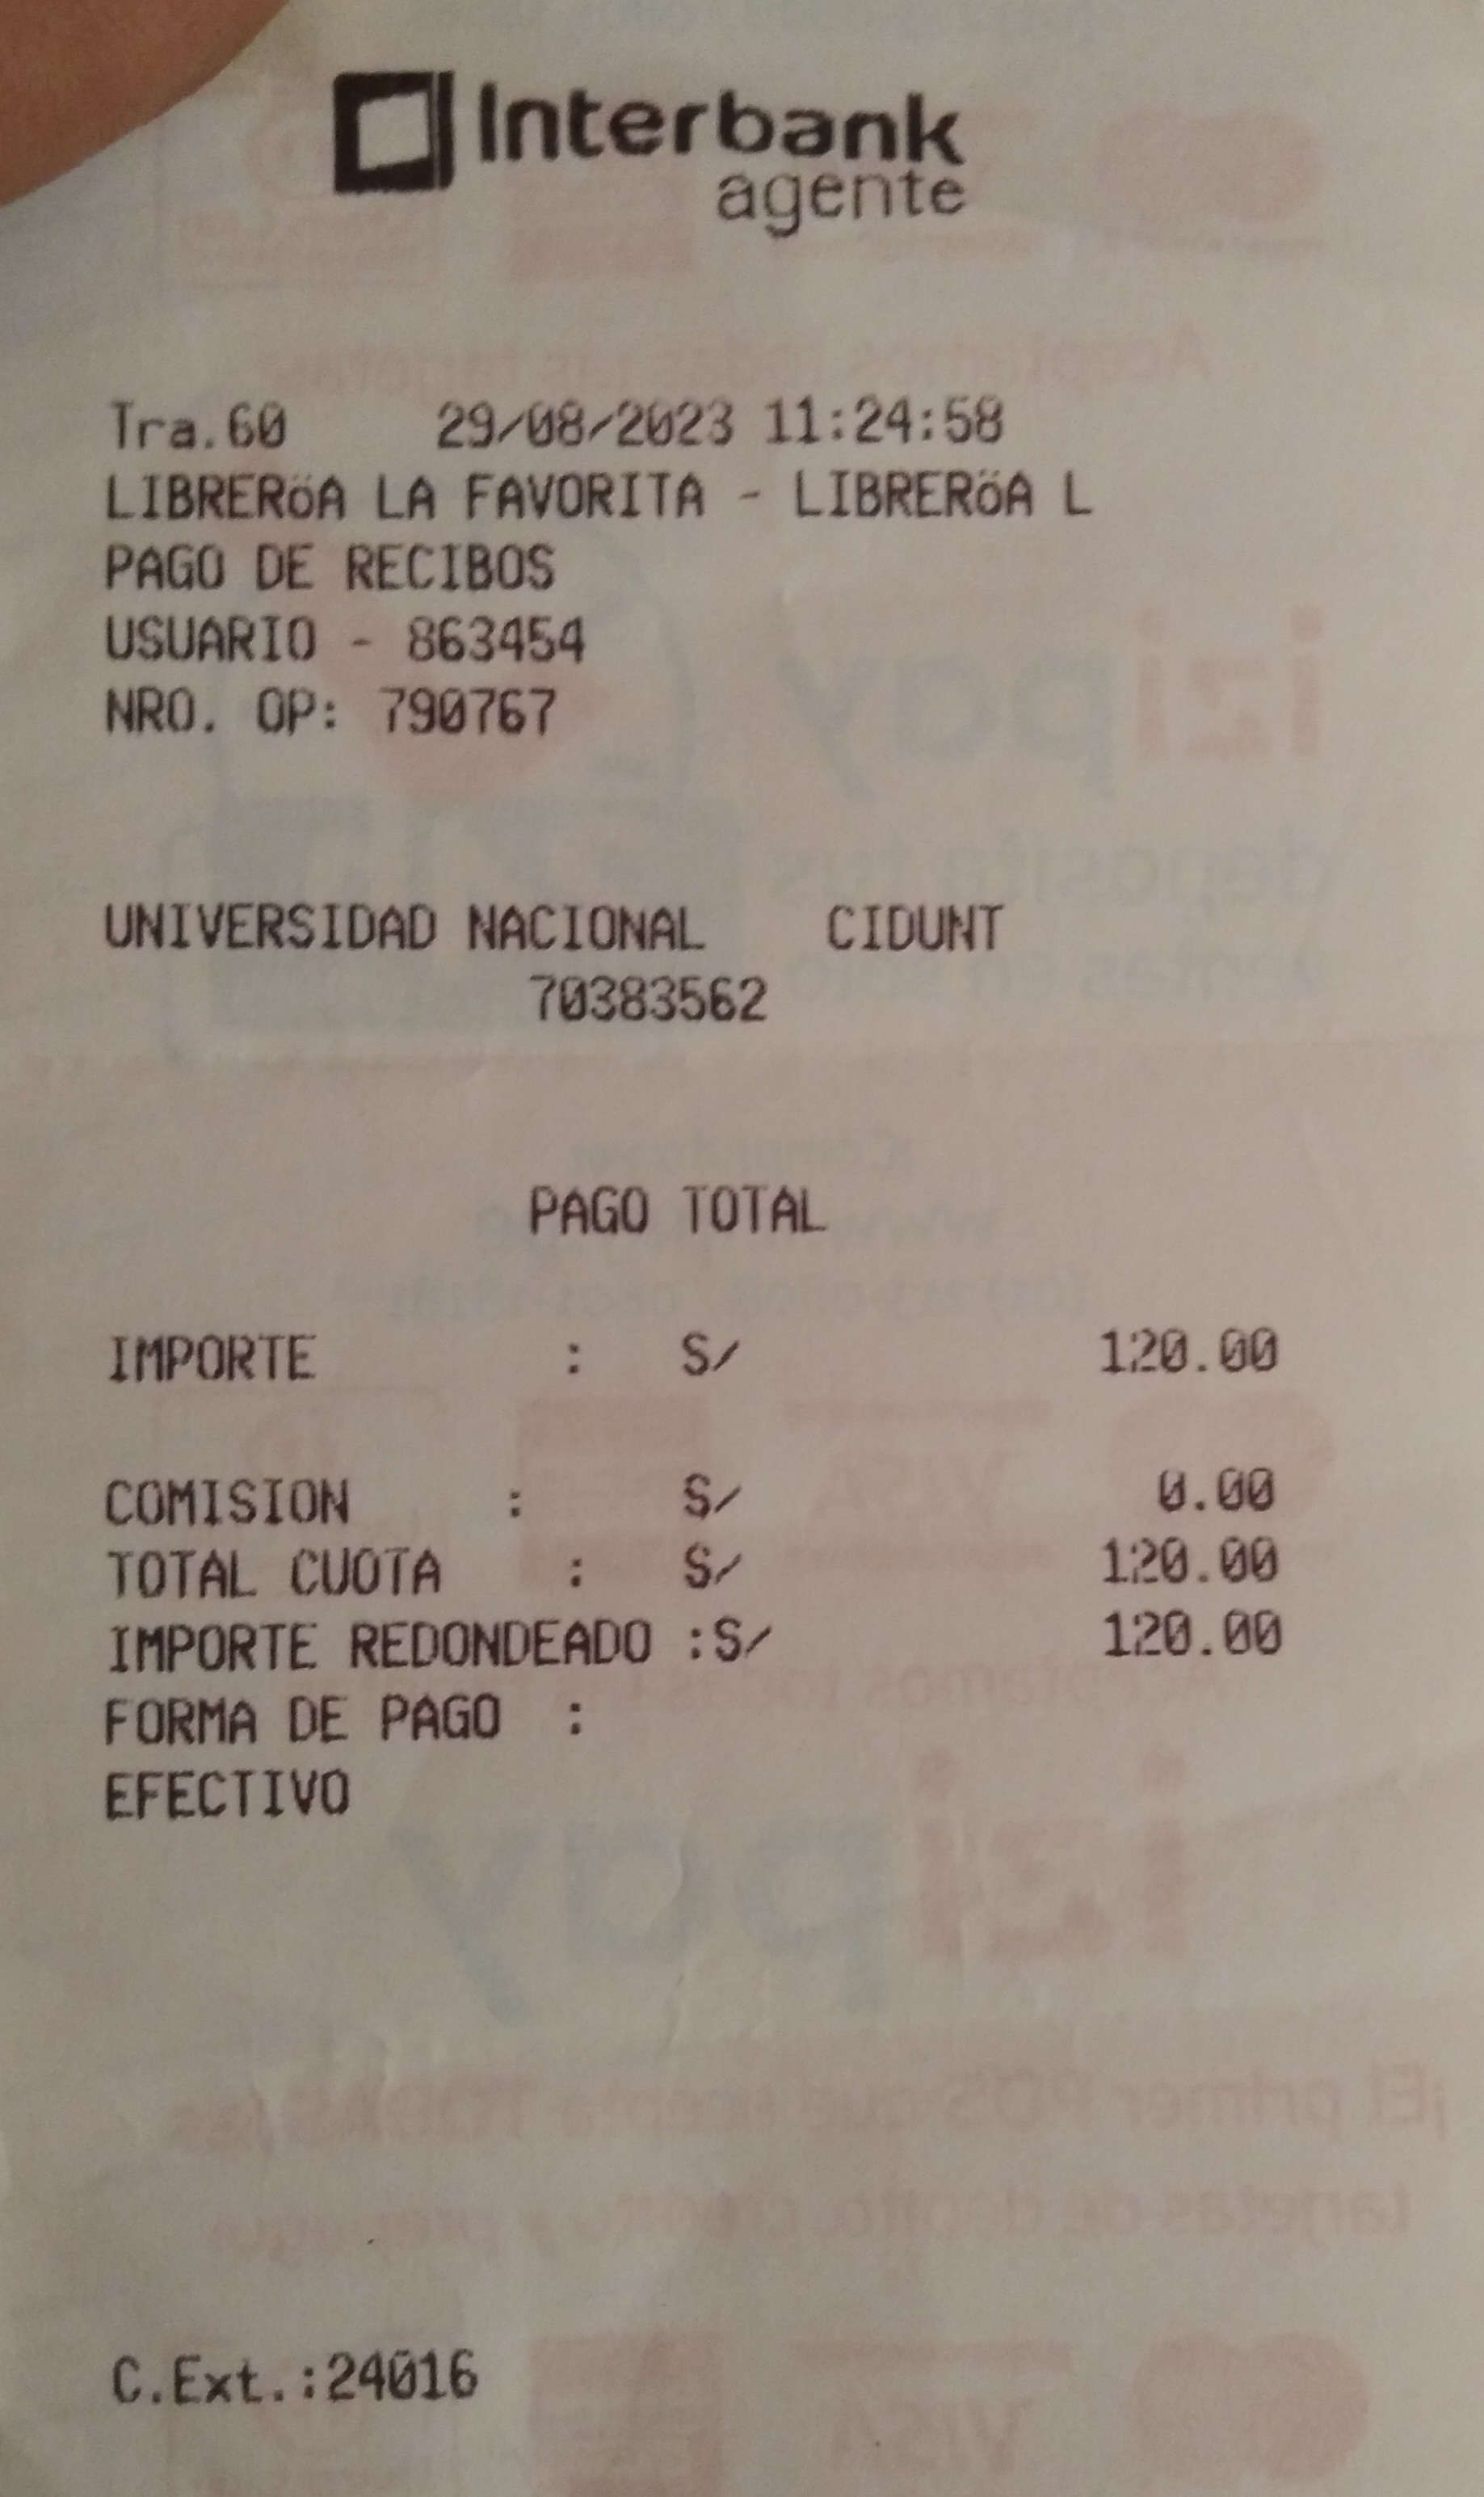 Interbank
agente
Tra.60 29/08/2023 11:24:58
LIBRERöA LA FAVORITA - LIBRERöA L
PAGO DE RECIBOS
USUARIO - 863454
NRO. OP: 790767
UNIVERSIDAD NACIONAL CIDUNT
70383562
PAGO TOTAL
IMPORTE : S/ 120.00
COMISION : S/ 0.00
TOTAL CUOTA : S/ 120.00
IMPORTE REDONDEADO :S/ 120.00
FORMA DE PAGO :
EFECTIVO
C.Ext.:24016